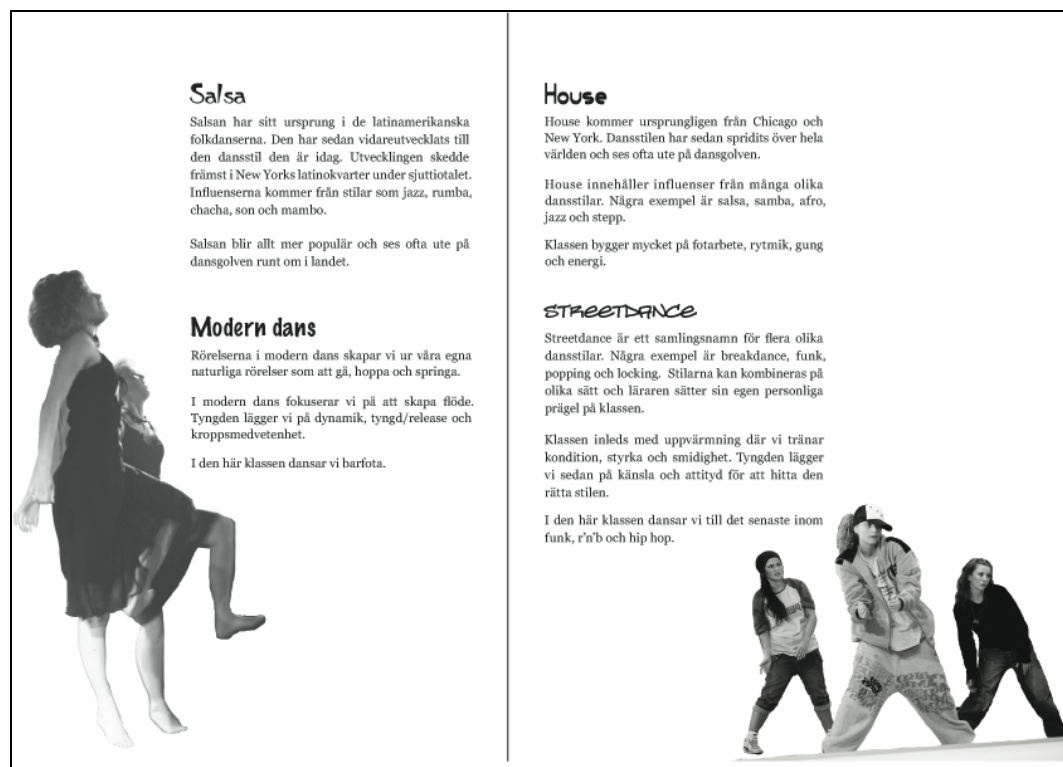 Salsa
Salsan har sitt ursprung i de latinamerikanska
folkdanserna. Den har sedan vidareutvecklats till
den dansstil den är idag. Utvecklingen skedde
främst i New Yorks latinokvarter under sjuttiotalet.
Influenserna kommer från stilar som jazz, rumba,
chacha, son och mambo.
Salsan blir allt mer populär och ses ofta ute på
dansgolven runt om i landet.
Modern dans
Rörelserna i modern dans skapar vi ur våra egna
naturliga rörelser som att gå, hoppa och springa.
I modern dans fokuserar vi på att skapa flöde.
Tyngden lägger vi på dynamik, tyngd/release och
kroppsmedvetenhet.
I den här klassen dansar vi barfota.
House
House kommer ursprungligen från Chicago och
New York. Dansstilen har sedan spridits över hela
världen och ses ofta ute på dansgolven.
House innehåller influenser från många olika
dansstilar. Några exempel är salsa, samba, afro,
jazz och stepp.
Klassen bygger mycket på fotarbete, rytmik, gung
och energi.
STREETDANCE
Streetdance är ett samlingsnamn för flera olika
dansstilar. Några exempel är breakdance, funk,
popping och locking. Stilarna kan kombineras på
olika sätt och läraren sätter sin egen personliga
prägel på klassen.
Klassen inleds med uppvärmning där vi tränar
kondition, styrka och smidighet. Tyngden lägger
vi sedan på känsla och attityd för att hitta den
rätta stilen.
I den här klassen dansar vi till det senaste inom
funk, r'n'b och hip hop.